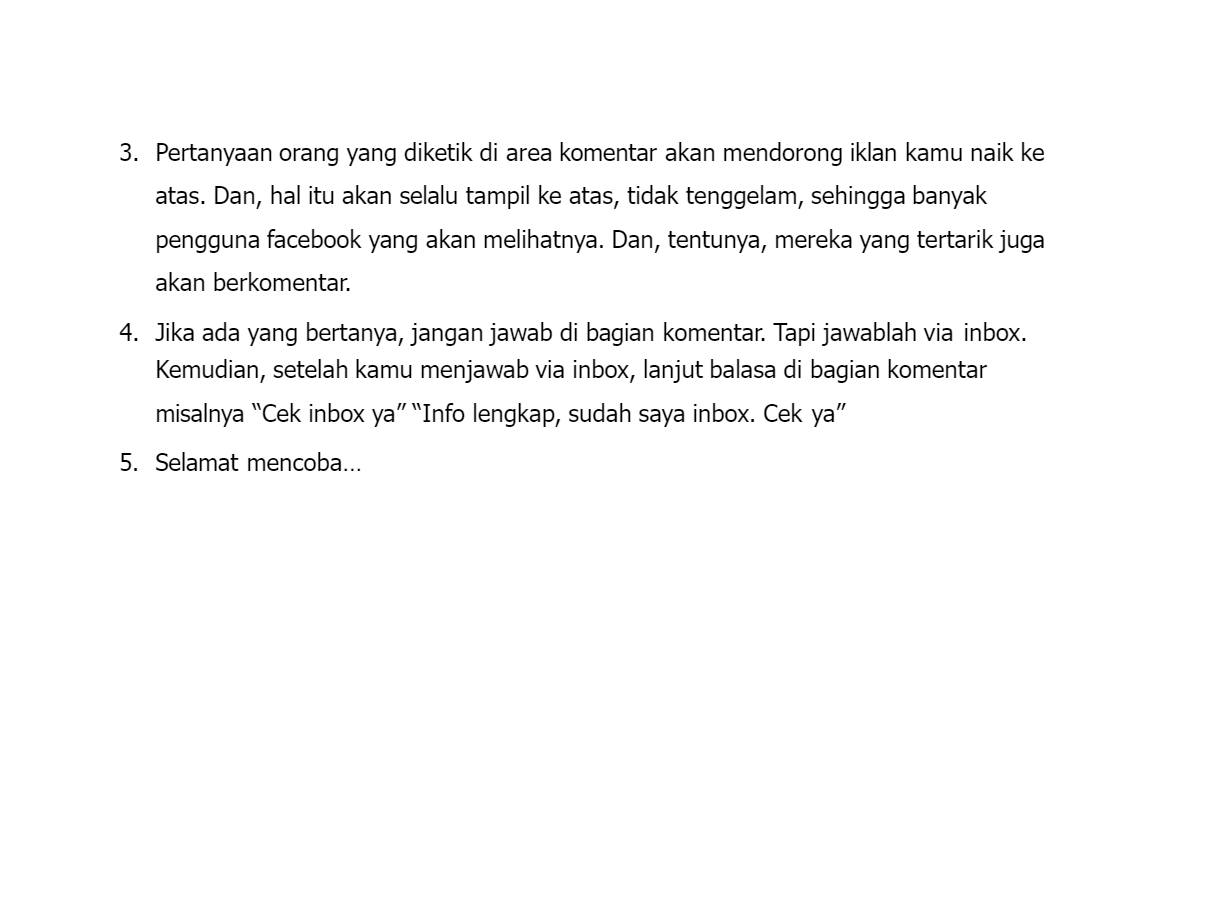 3. Pertanyaan orang yang diketik di area komentar akan mendorong iklan kamu naik ke
atas. Dan, hal itu akan selalu tampil ke atas, tidak tenggelam, sehingga banyak
pengguna facebook yang akan melihatnya. Dan, tentunya, mereka yang tertarik juga
akan berkomentar.
4. Jika ada yang bertanya, jangan jawab di bagian komentar. Tapi jawablah via inbox.
Kemudian, setelah kamu menjawab via inbox, lanjut balasa di bagian komentar
misalnya “Cek inbox ya” “Info lengkap, sudah saya inbox. Cek ya”
5. Selamat mencoba…